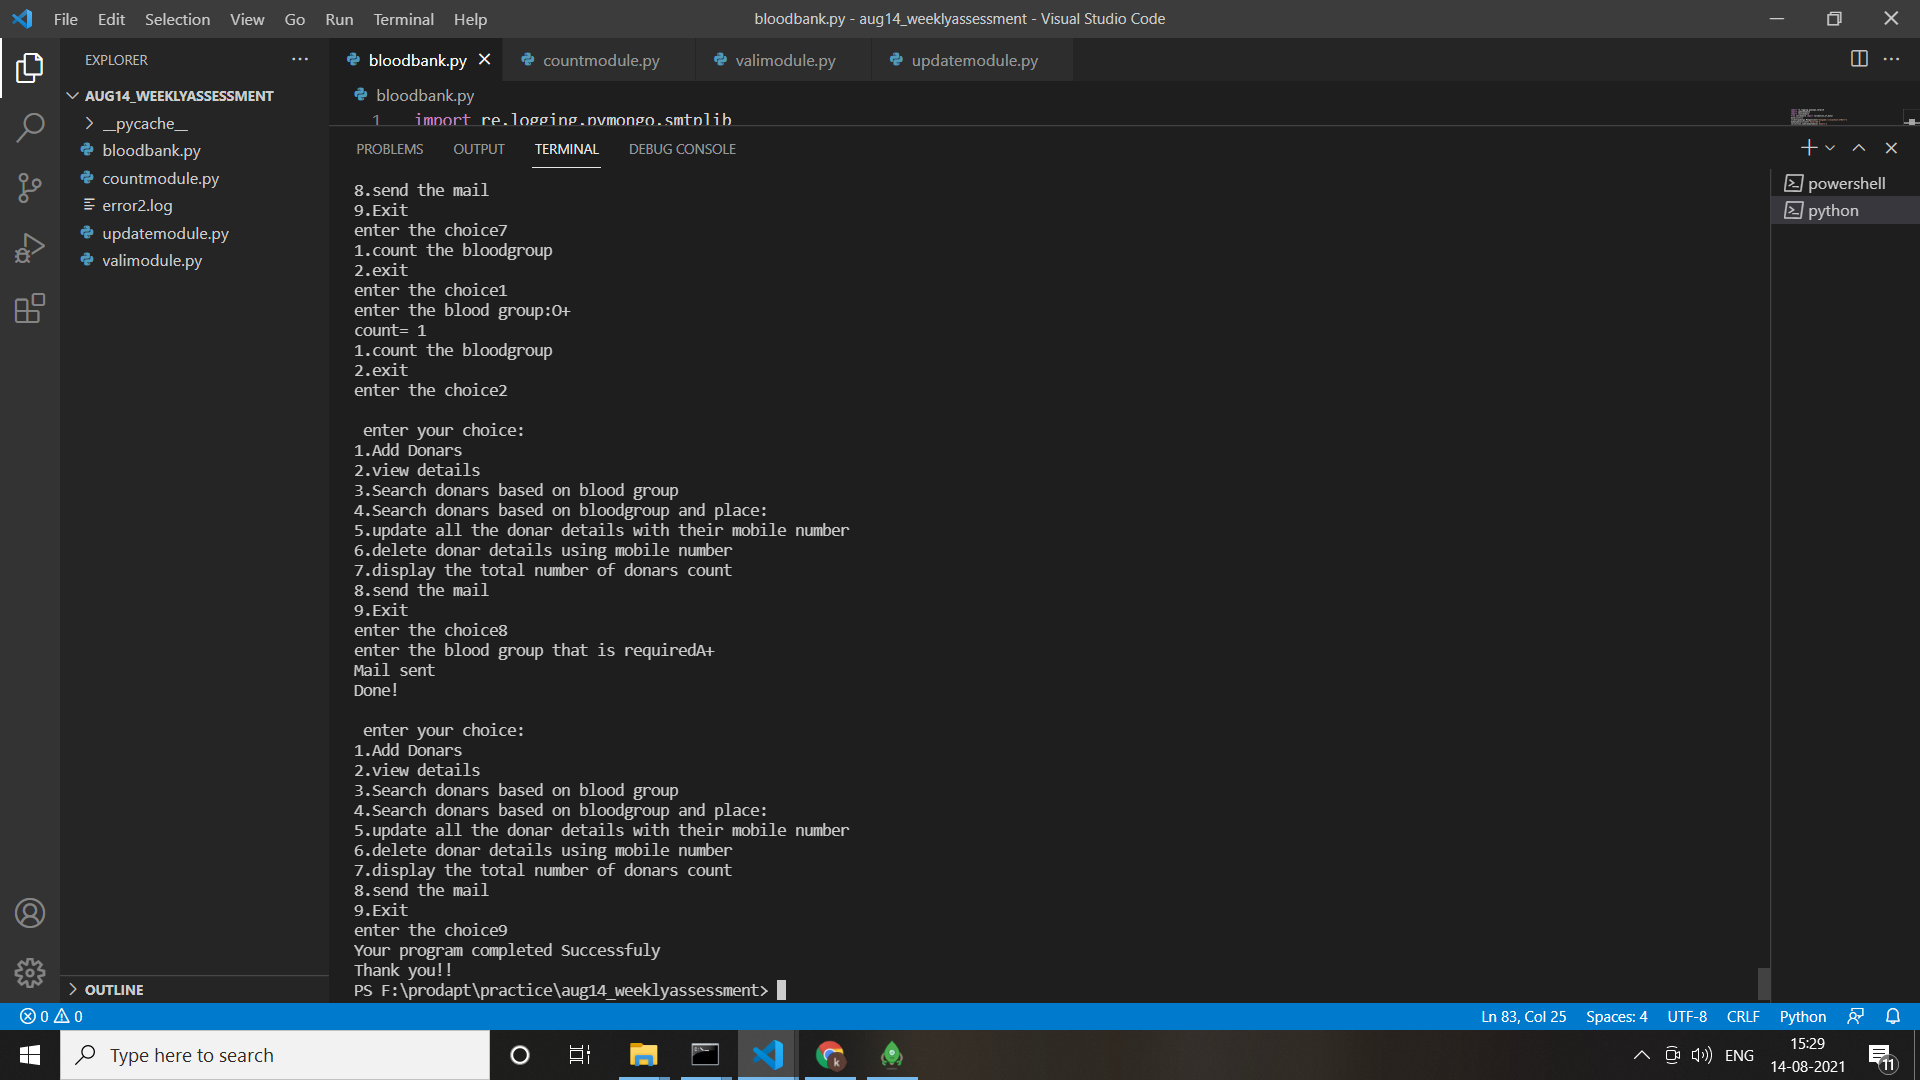 File Edit Selection View Go Run Terminal Help
bloodbank.py - aug14_weeklyassessment - Visual Studio Code
EXPLORER
AUG14_WEEKLYASSESSMENT
__pycache__
bloodbank.py
countmodule.py
error2.log
updatemodule.py
valimodule.py
OUTLINE
bloodbank.py countmodule.py valimodule.py updatemodule.py
bloodbank.py
1 import re,logging,pymongo,smtplib
PROBLEMS OUTPUT TERMINAL DEBUG CONSOLE
powershell
python
8.send the mail
9.Exit
enter the choice7
1.count the bloodgroup
2.exit
enter the choice1
enter the blood group:O+
count= 1
1.count the bloodgroup
2.exit
enter the choice2
enter your choice:
1.Add Donars
2.view details
3.Search donars based on blood group
4.Search donars based on bloodgroup and place:
5.update all the donar details with their mobile number
6.delete donar details using mobile number
7.display the total number of donars count
8.send the mail
9.Exit
enter the choice8
enter the blood group that is requiredA+
Mail sent
Done!
enter your choice:
1.Add Donars
2.view details
3.Search donars based on blood group
4.Search donars based on bloodgroup and place:
5.update all the donar details with their mobile number
6.delete donar details using mobile number
7.display the total number of donars count
8.send the mail
9.Exit
enter the choice9
Your program completed Successfuly
Thank you!!
PS F:\prodapt\practice\aug14_weeklyassessment>
0 0
Ln 83, Col 25 Spaces: 4 UTF-8 CRLF Python
Type here to search
k
ENG
15:29
14-08-2021
11